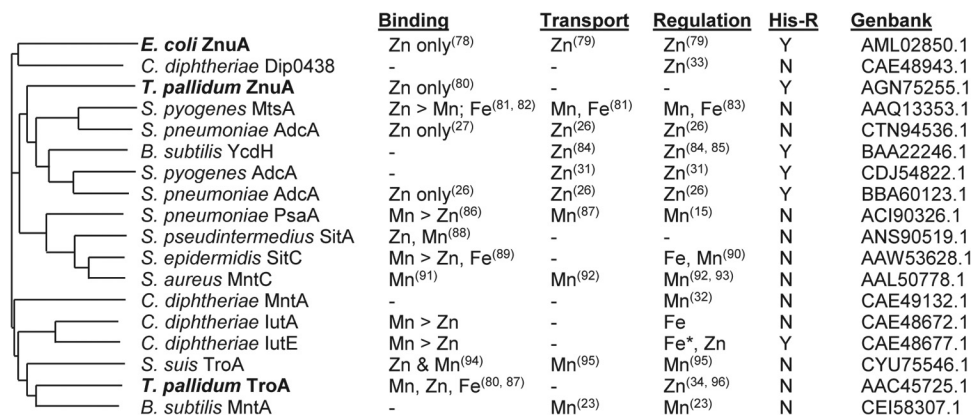 Binding Transport Regulation His-R Genbank
E. coli ZnuA Zn only(78) Zn(79) Zn(79) Y AML02850.1
C. diphtheriae Dip0438 - - Zn(33) N CAE48943.1
T. pallidum ZnuA Zn only(80) - - Y AGN75255.1
S. pyogenes MtsA Zn > Mn; Fe(81, 82) Mn, Fe(81) Mn, Fe(83) N AAQ13353.1
S. pneumoniae AdcA Zn only(27) Zn(26) Zn(26) N CTN94536.1
B. subtilis YcdH - Zn(84) Zn(84, 85) Y BAA22246.1
S. pyogenes AdcA - Zn(31) Zn(31) Y CDJ54822.1
S. pneumoniae AdcA Zn only(26) Zn(26) Zn(26) Y BBA60123.1
S. pneumoniae PsaA Mn > Zn(86) Mn(87) Mn(15) N ACI90326.1
S. pseudintermedius SitA Zn, Mn(88) - - N ANS90519.1
S. epidermidis SitC Mn > Zn, Fe(89) - Fe, Mn(90) N AAW53628.1
S. aureus MntC Mn(91) Mn(92) Mn(92, 93) N AAL50778.1
C. diphtheriae MntA - - Mn(32) N CAE49132.1
C. diphtheriae IutA Mn > Zn - Fe N CAE48672.1
C. diphtheriae IutE Mn > Zn - Fe*, Zn Y CAE48677.1
S. suis TroA Zn & Mn(94) Mn(95) Mn(95) N CYU75546.1
T. pallidum TroA Mn, Zn, Fe(80, 87) - Zn(34, 96) N AAC45725.1
B. subtilis MntA - Mn(23) Mn(23) N CEI58307.1